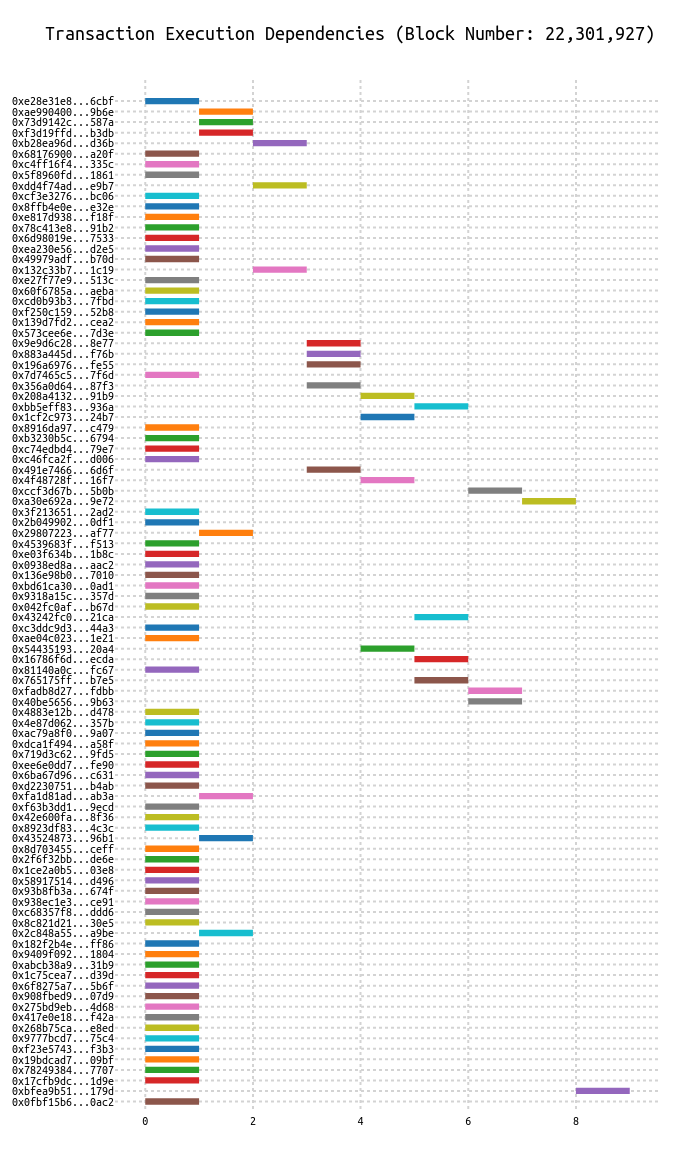 Transaction Execution Dependencies (Block Number: 22,301,927)
0xe28e31e8...6cbf
0xae990400...9b6e
0x73d9142c...587a
0xf3d19ffd...b3db
0xb28ea96d...d36b
0x68176900...a20f
0xc4ff16f4...335c
0x5f8960fd...1861
0xdd4f74ad...e9b7
0xcf3e3276...bc06
0x8ffb4e0e...e32e
0xe817d938...f18f
0x78c413e8...91b2
0x6d98019e...7533
0xea230e56...d2e5
0x49979adf...b70d
0x132c33b7...1c19
0xe27f77e9...513c
0x60f6785a...aeba
0xcd0b93b3...7fbd
0xf250c159...52b8
0x139d7fd2...cea2
0x573cee6e...7d3e
0x9e9d6c28...8e77
0x883a445d...f76b
0x196a6976...fe55
0x7d7465c5...7f6d
0x356a0d64...87f3
0x208a4132...91b9
0xbb5eff83...936a
0x1cf2c973...24b7
0x8916da97...c479
0xb3230b5c...6794
0xc74edbd4...79e7
0xc46fca2f...d006
0x491e7466...6d6f
0x4f48728f...16f7
0xccf3d67b...5b0b
0xa30e692a...9e72
0x3f213651...2ad2
0x2b049902...0df1
0x29807223...af77
0x4539683f...f513
0xe03f634b...1b8c
0x0938ed8a...aac2
0x136e98b0...7010
0xbd61ca30...0ad1
0x9318a15c...357d
0x042fc0af...b67d
0x43242fc0...21ca
0xc3ddc9d3...44a3
0xae04c023...1e21
0x54435193...20a4
0x16786f6d...ecda
0x81140a0c...fc67
0x765175ff...b7e5
0xfadb8d27...fdbb
0x40be5656...9b63
0x4883e12b...d478
0x4e87d062...357b
0xac79a8f0...9a07
0xdca1f494...a58f
0x719d3c62...9fd5
0xee6e0dd7...fe90
0x6ba67d96...c631
0xd2230751...b4ab
0xfa1d81ad...ab3a
0xf63b3dd1...9ecd
0x42e600fa...8f36
0x8923df83...4c3c
0x43524873...96b1
0x8d703455...ceff
0x2f6f32bb...de6e
0x1ce2a0b5...03e8
0x58917514...d496
0x93b8fb3a...674f
0x938ec1e3...ce91
0xc68357f8...ddd6
0x8c821d21...30e5
0x2c848a55...a9be
0x182f2b4e...ff86
0x9409f092...1804
0xabcb38a9...31b9
0x1c75cea7...d39d
0x6f8275a7...5b6f
0x908fbed9...07d9
0x275bd9eb...4d68
0x417e0e18...f42a
0x268b75ca...e8ed
0x9777bcd7...75c4
0xf23e5743...f3b3
0x19bdcad7...09bf
0x78249384...7707
0x17cfb9dc...1d9e
0xbfea9b51...179d
0x0fbf15b6...0ac2
0 2 4 6 8